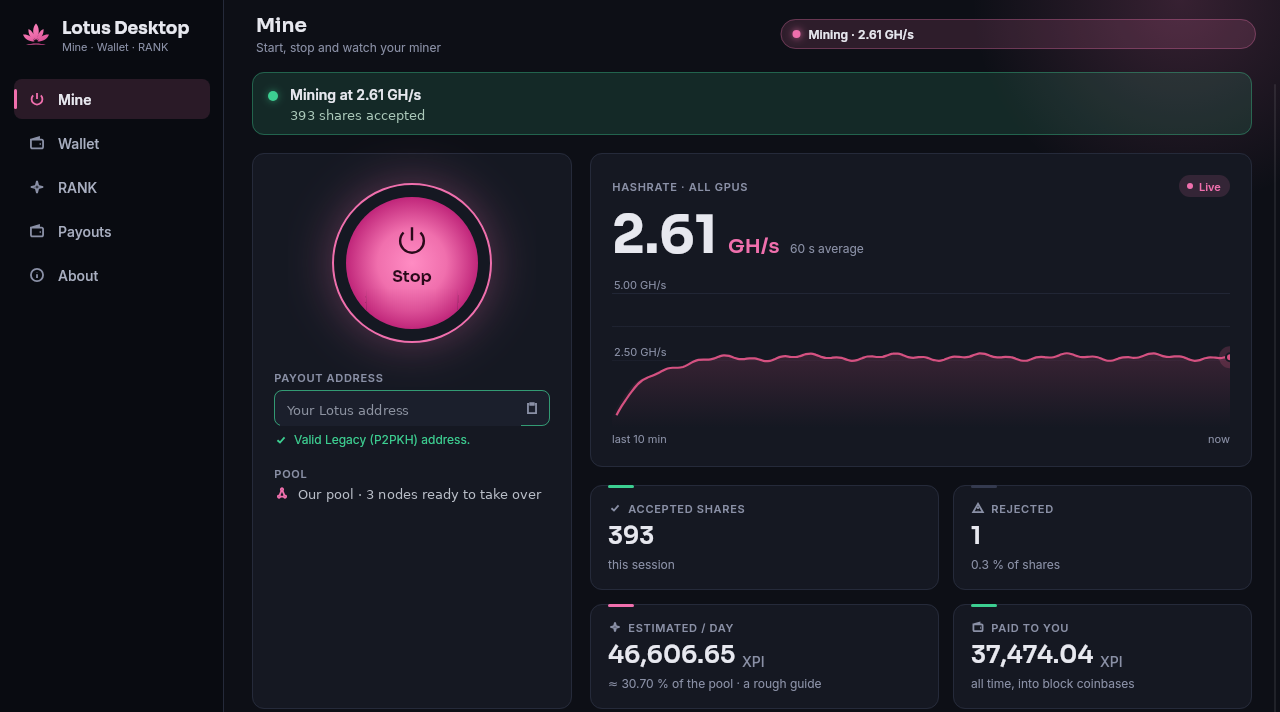 Lotus Desktop
Mine · Wallet · RANK
Mine
Wallet
RANK
Payouts
About
Mine
Start, stop and watch your miner
Mining · 2.61 GH/s
Mining at 2.61 GH/s
393 shares accepted
Stop
PAYOUT ADDRESS
Your Lotus address
Valid Legacy (P2PKH) address.
POOL
Our pool · 3 nodes ready to take over
HASHRATE · ALL GPUS
Live
2.61 GH/s 60 s average
5.00 GH/s
2.50 GH/s
last 10 min
now
ACCEPTED SHARES
393
this session
REJECTED
1
0.3 % of shares
ESTIMATED / DAY
46,606.65 XPI
≈ 30.70 % of the pool · a rough guide
PAID TO YOU
37,474.04 XPI
all time, into block coinbases